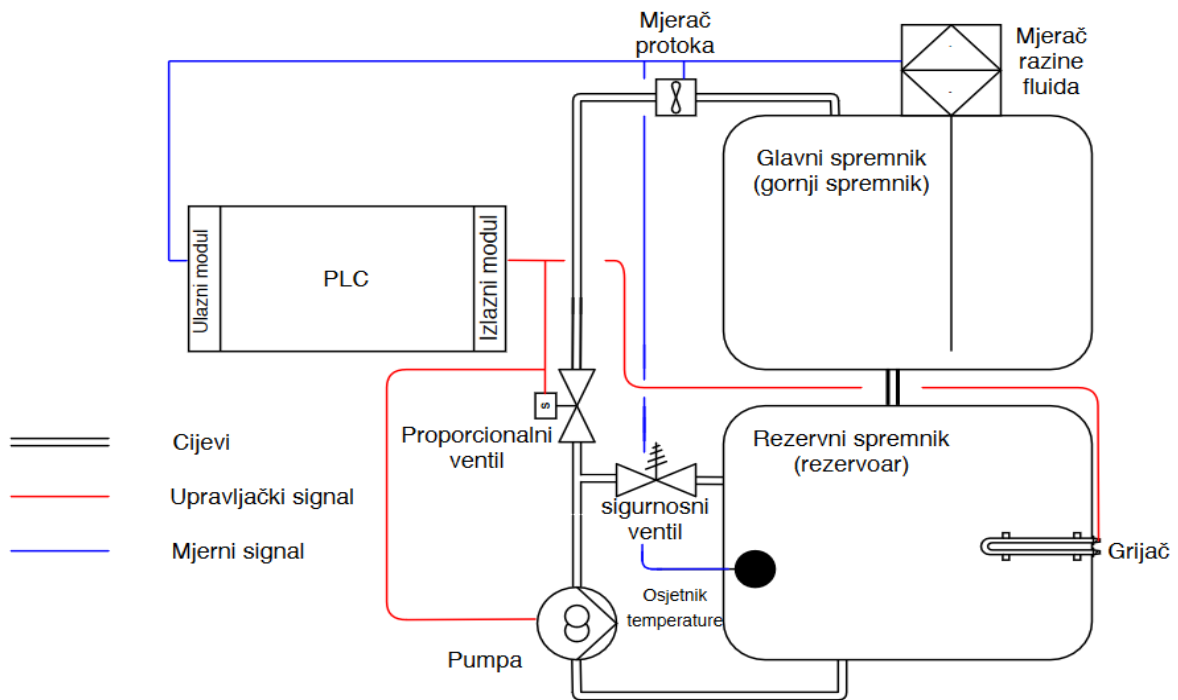 Mjerač
protoka
Mjerač
razine
fluida
Glavni spremnik
(gornji spremnik)
Ulazni modul
PLC
Izlazni modul
s
Proporcionalni
ventil
Rezervni spremnik
(rezervoar)
sigurnosni
ventil
Cijevi
Upravljački signal
Mjerni signal
Grijač
Osjetnik
temperature
Pumpa